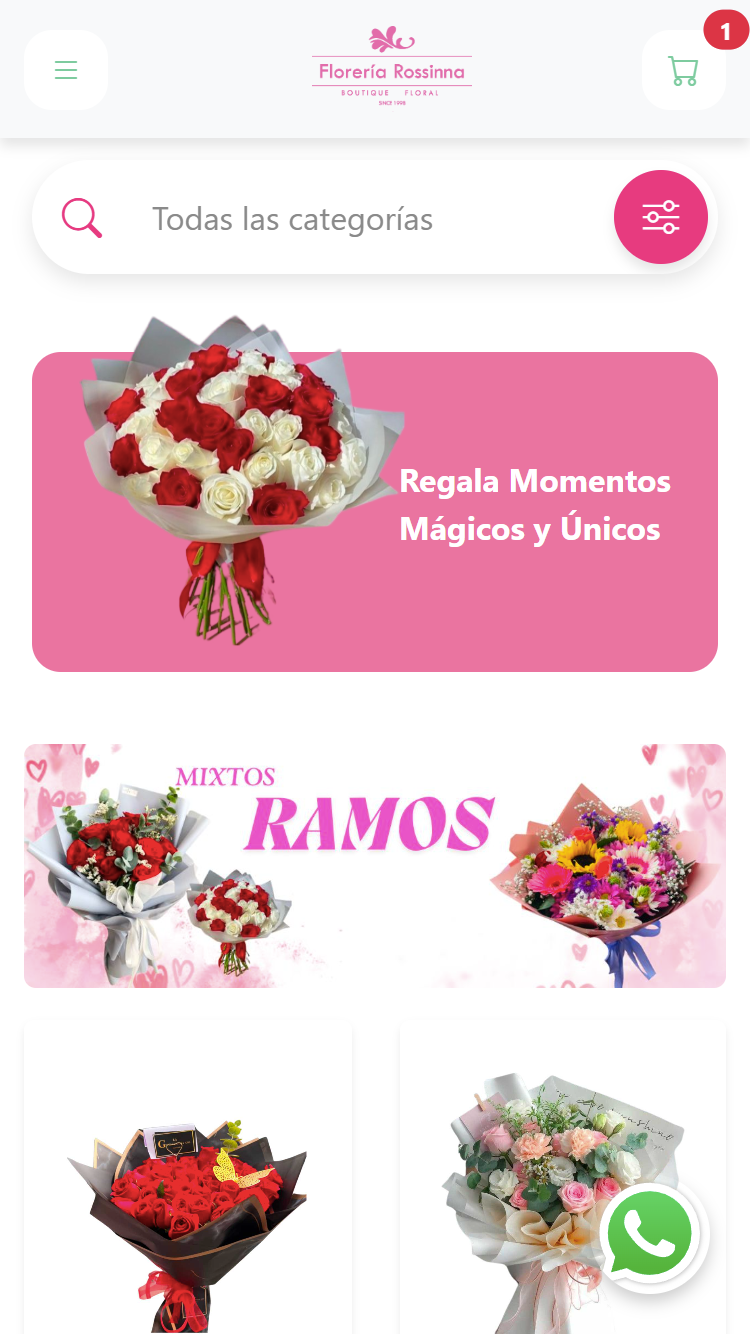 1
Florería Rossinna
BOUTIQUE FLORAL
SINCE 1998
Todas las categorías
Regala Momentos
Mágicos y Únicos
MIXTOS
RAMOS